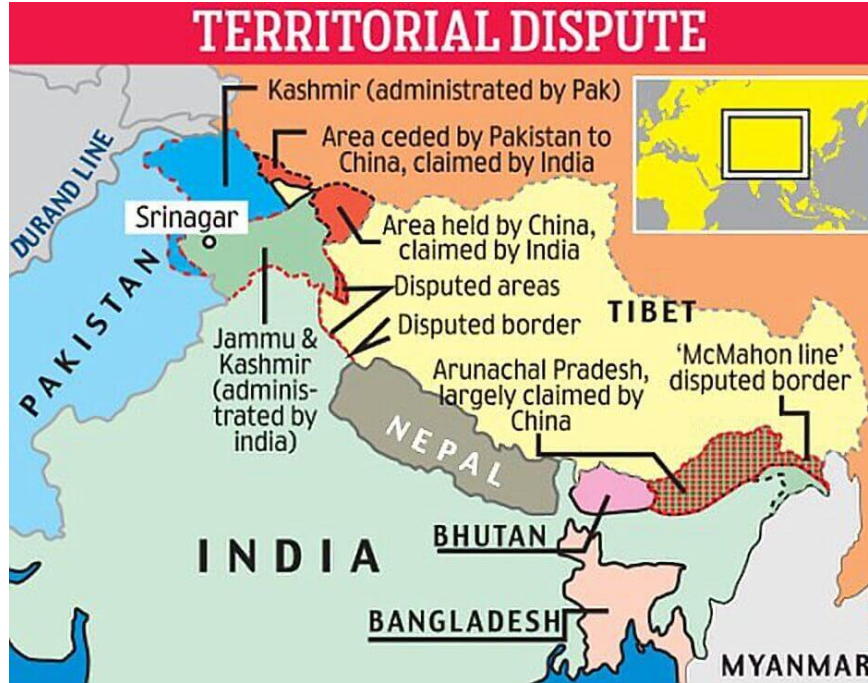 TERRITORIAL DISPUTE
Kashmir (administrated by Pak)
Area ceded by Pakistan to
China, claimed by India
DURAND LINE
Srinagar
Area held by China,
claimed by India
PAKISTAN
Disputed areas
TIBET
Disputed border
Jammu &
Kashmir
(adminis-
trated by
india)
Arunachal Pradesh,
largely claimed by
China
'McMahon line'
disputed border
NEPAL
INDIA
BHUTAN
BANGLADESH
MYANMAR